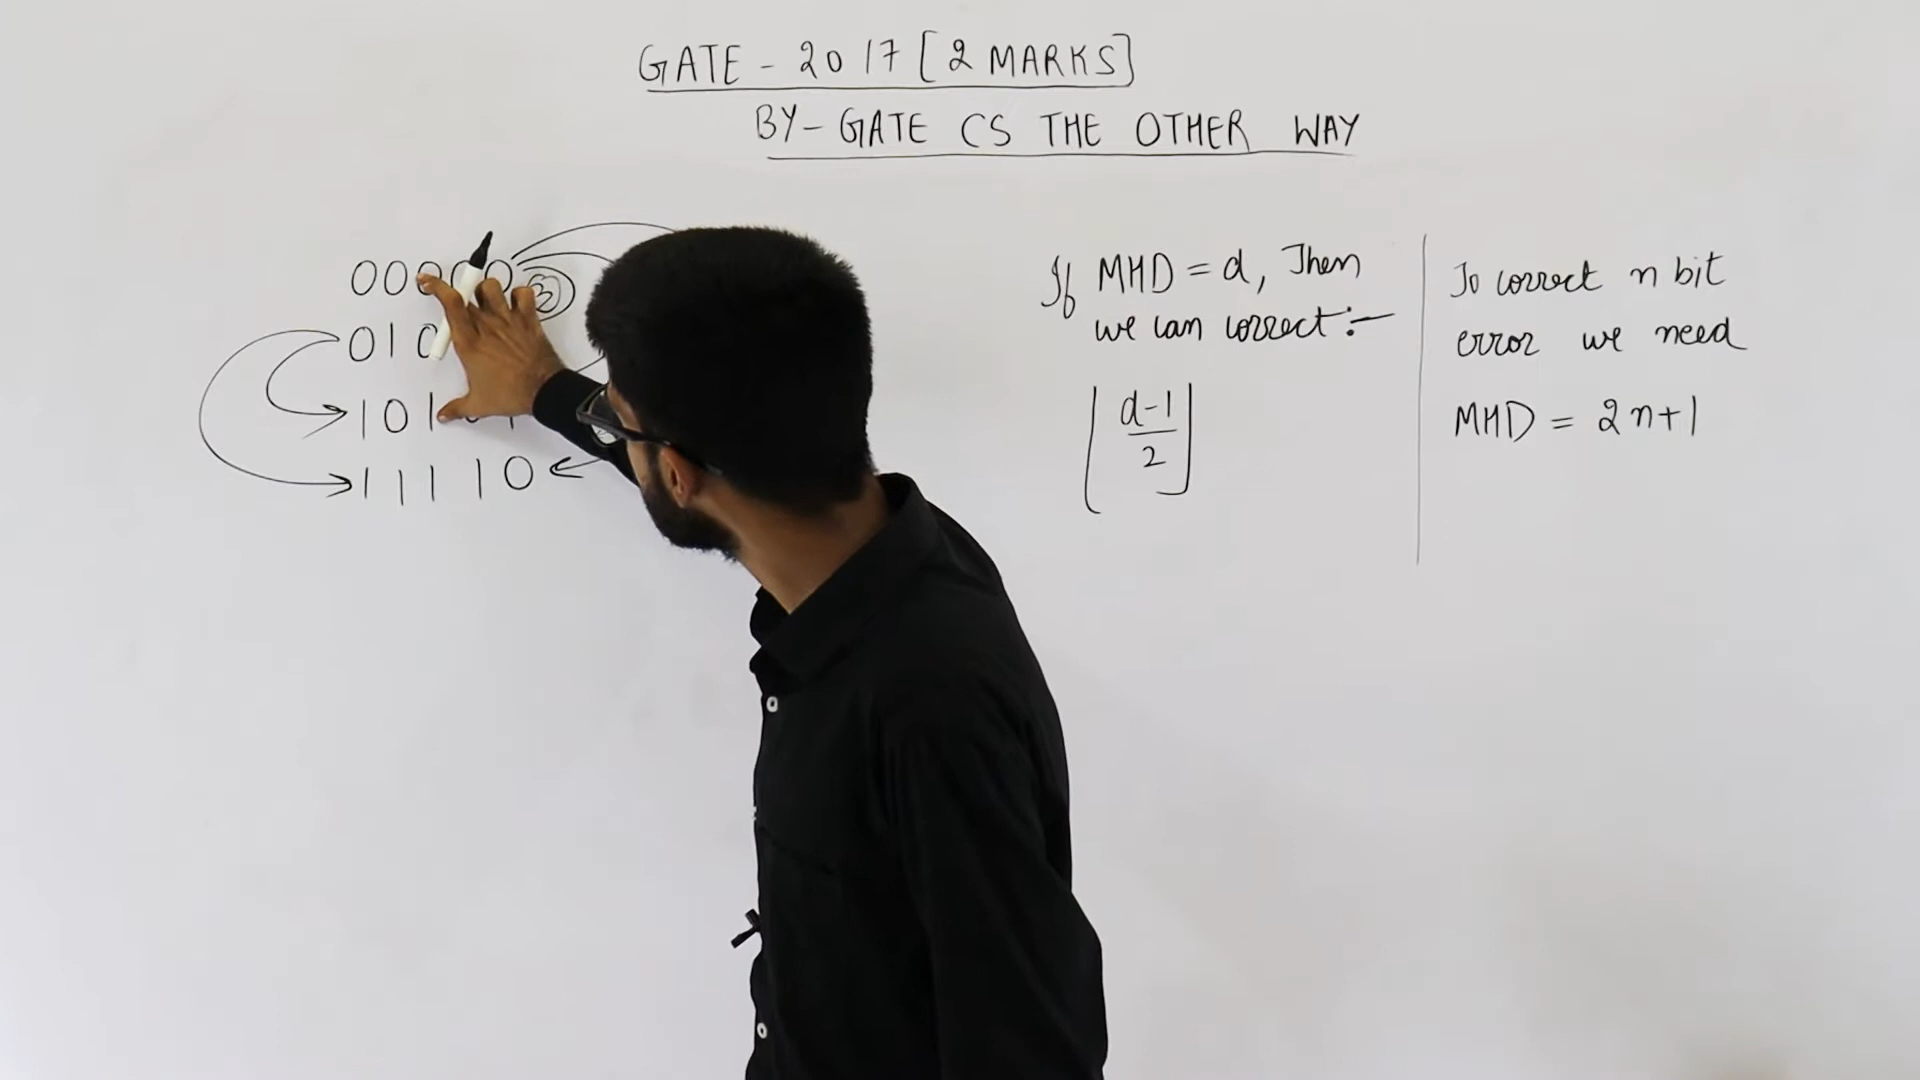 GATE - 2017 [2 MARKS]
BY- GATE CS THE OTHER WAY
00000
3
010
101
11110
If MHD = d, Then
we can correct:-
⌊d-1/2⌋
To correct n bit
error we need
MHD = 2n+1